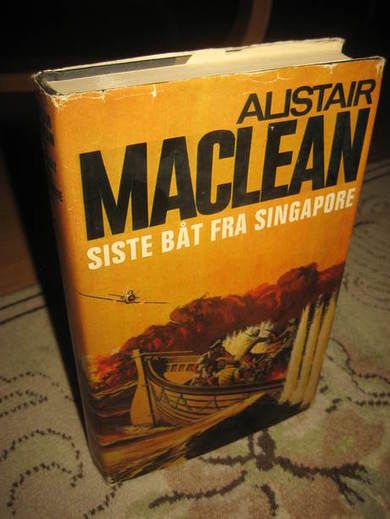 ALISTAIR
MACLEAN
SISTE BÅT FRA SINGAPORE